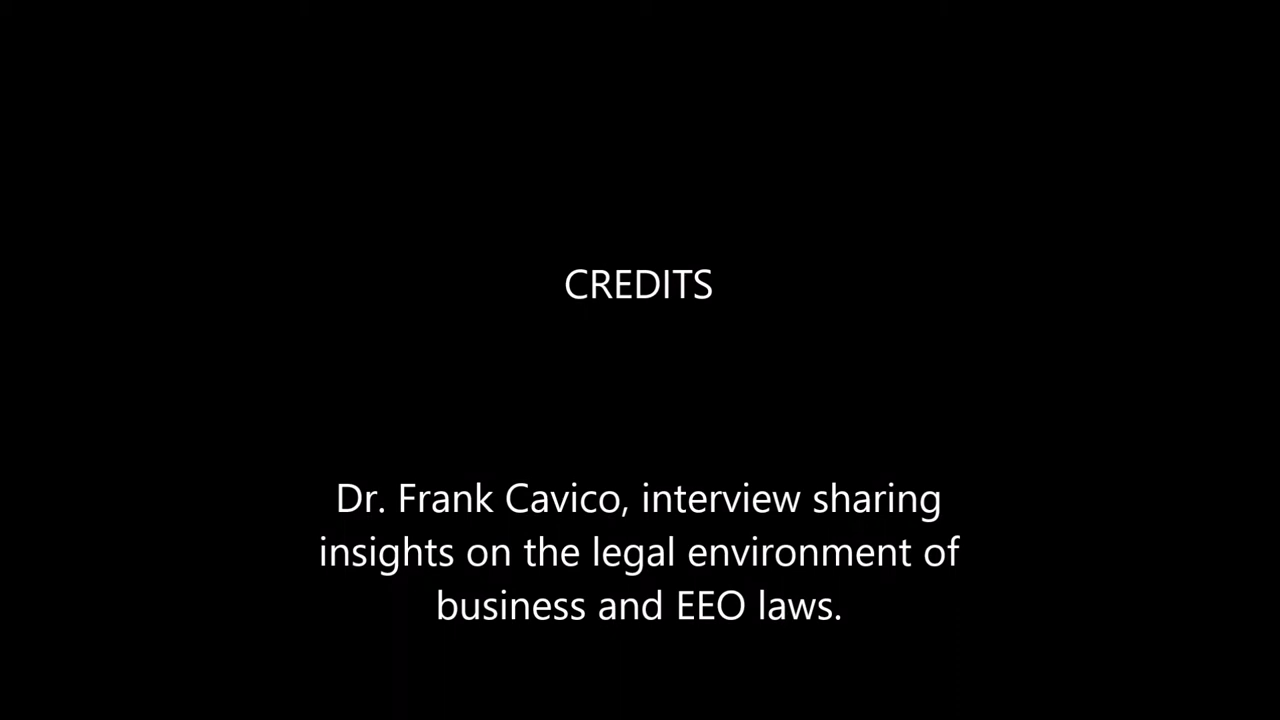 CREDITS
Dr. Frank Cavico, interview sharing
insights on the legal environment of
business and EEO laws.